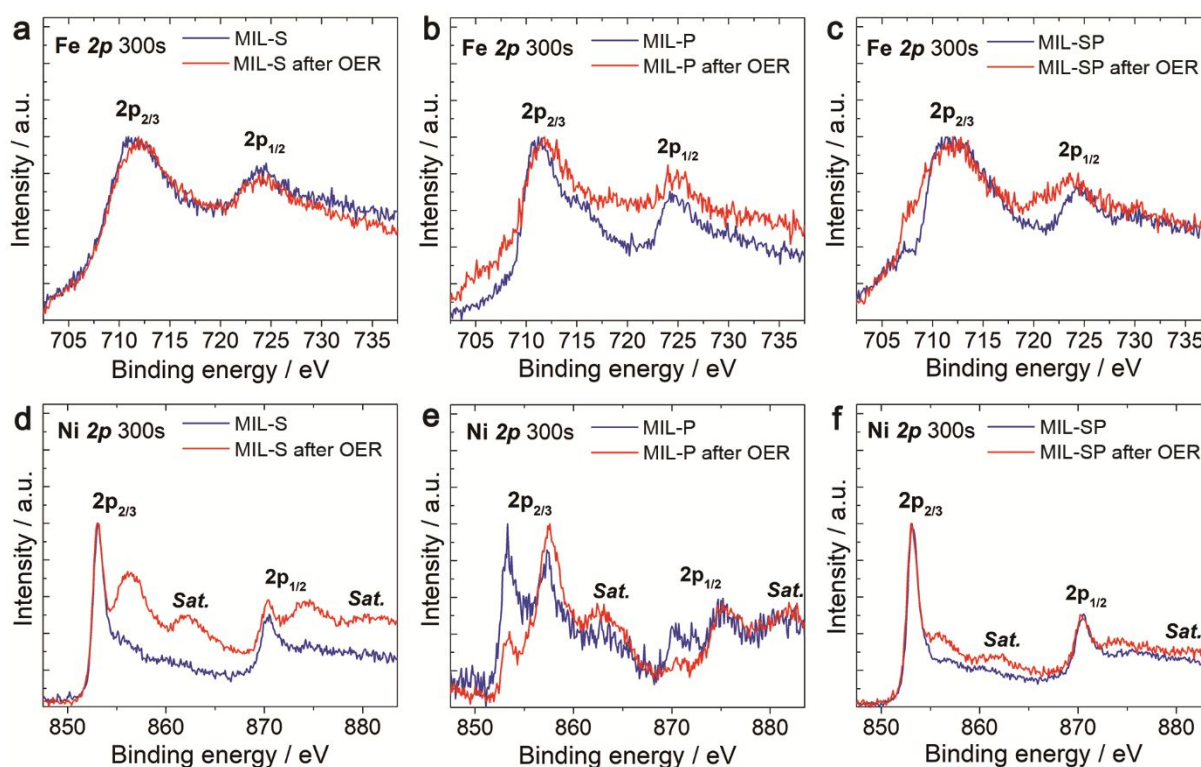 a
Fe 2p 300s
MIL-S
MIL-S after OER
2p2/3
2p1/2
Intensity / a.u.
705 710 715 720 725 730 735
Binding energy / eV
b
Fe 2p 300s
MIL-P
MIL-P after OER
2p2/3
2p1/2
Intensity / a.u.
705 710 715 720 725 730 735
Binding energy / eV
c
Fe 2p 300s
MIL-SP
MIL-SP after OER
2p2/3
2p1/2
Intensity / a.u.
705 710 715 720 725 730 735
Binding energy / eV
d
Ni 2p 300s
MIL-S
MIL-S after OER
2p2/3
Sat.
2p1/2
Sat.
Intensity / a.u.
850 860 870 880
Binding energy / eV
e
Ni 2p 300s
MIL-P
MIL-P after OER
2p2/3
Sat.
2p1/2
Sat.
Intensity / a.u.
850 860 870 880
Binding energy / eV
f
Ni 2p 300s
MIL-SP
MIL-SP after OER
2p2/3
Sat.
2p1/2
Sat.
Intensity / a.u.
850 860 870 880
Binding energy / eV